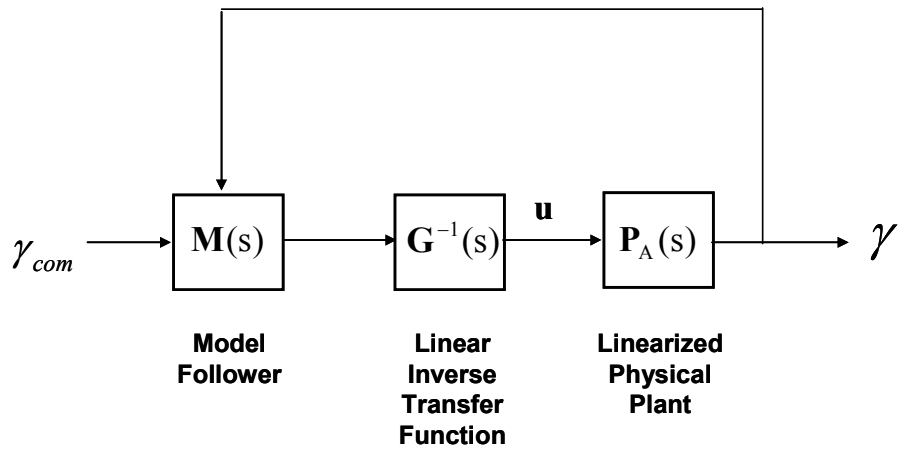 γ_com
M(s)
G⁻¹(s)
u
P_A(s)
γ
Model
Follower
Linear
Inverse
Transfer
Function
Linearized
Physical
Plant